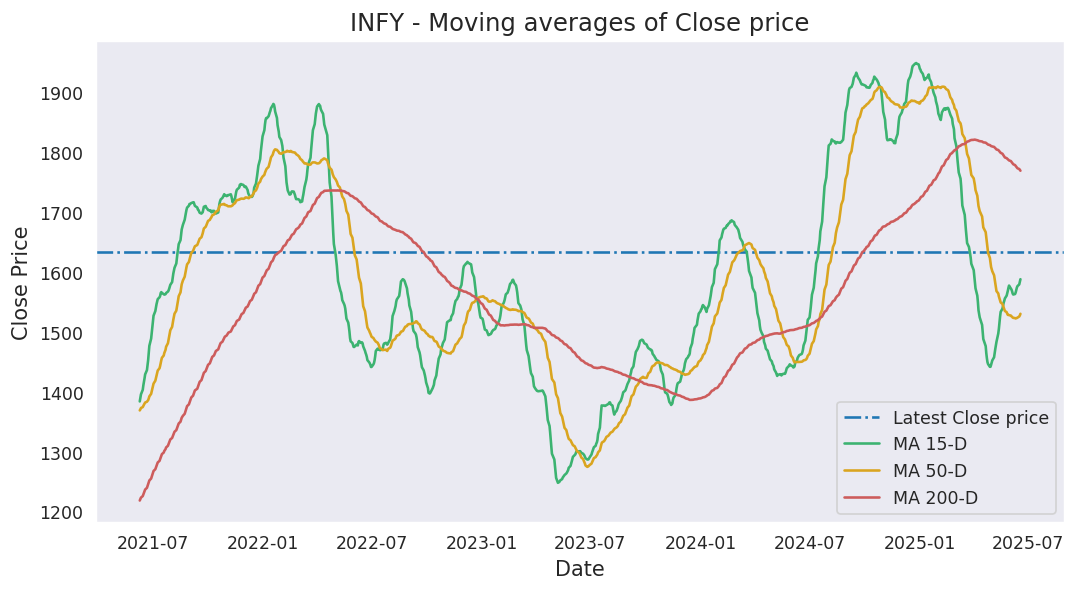 INFY - Moving averages of Close price
Close Price
1900
1800
1700
1600
1500
1400
1300
1200
Latest Close price
MA 15-D
MA 50-D
MA 200-D
2021-07 2022-01 2022-07 2023-01 2023-07 2024-01 2024-07 2025-01 2025-07
Date